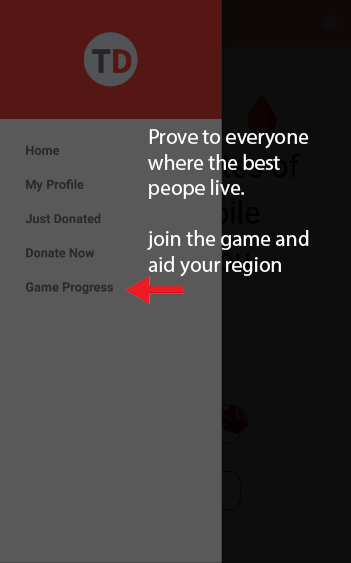 TD
Home
My Profile
Just Donated
Donate Now
Game Progress
Prove to everyone
where the best
peope live.
join the game and
aid your region
of